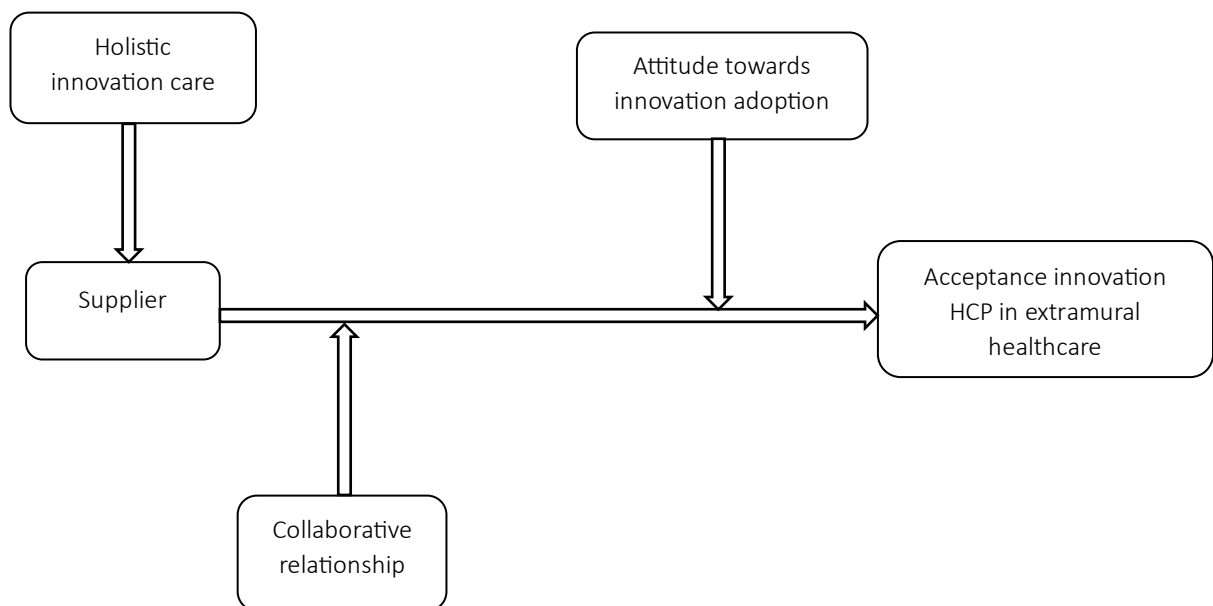 Holistic
innovation care
Attitude towards
innovation adoption
Supplier
Acceptance innovation
HCP in extramural
healthcare
Collaborative
relationship